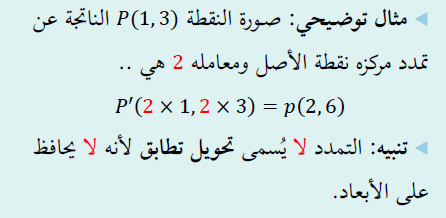 ◀ مثال توضيحي: صورة النقطة P(1, 3) الناتجة عن
تمدد مركزه نقطة الأصل ومعامله 2 هي ..
P′(2 × 1, 2 × 3) = p(2, 6)
◀ تنبيه: التمدد لا يُسمى تحويل تطابق لأنه لا يحافظ
على الأبعاد.